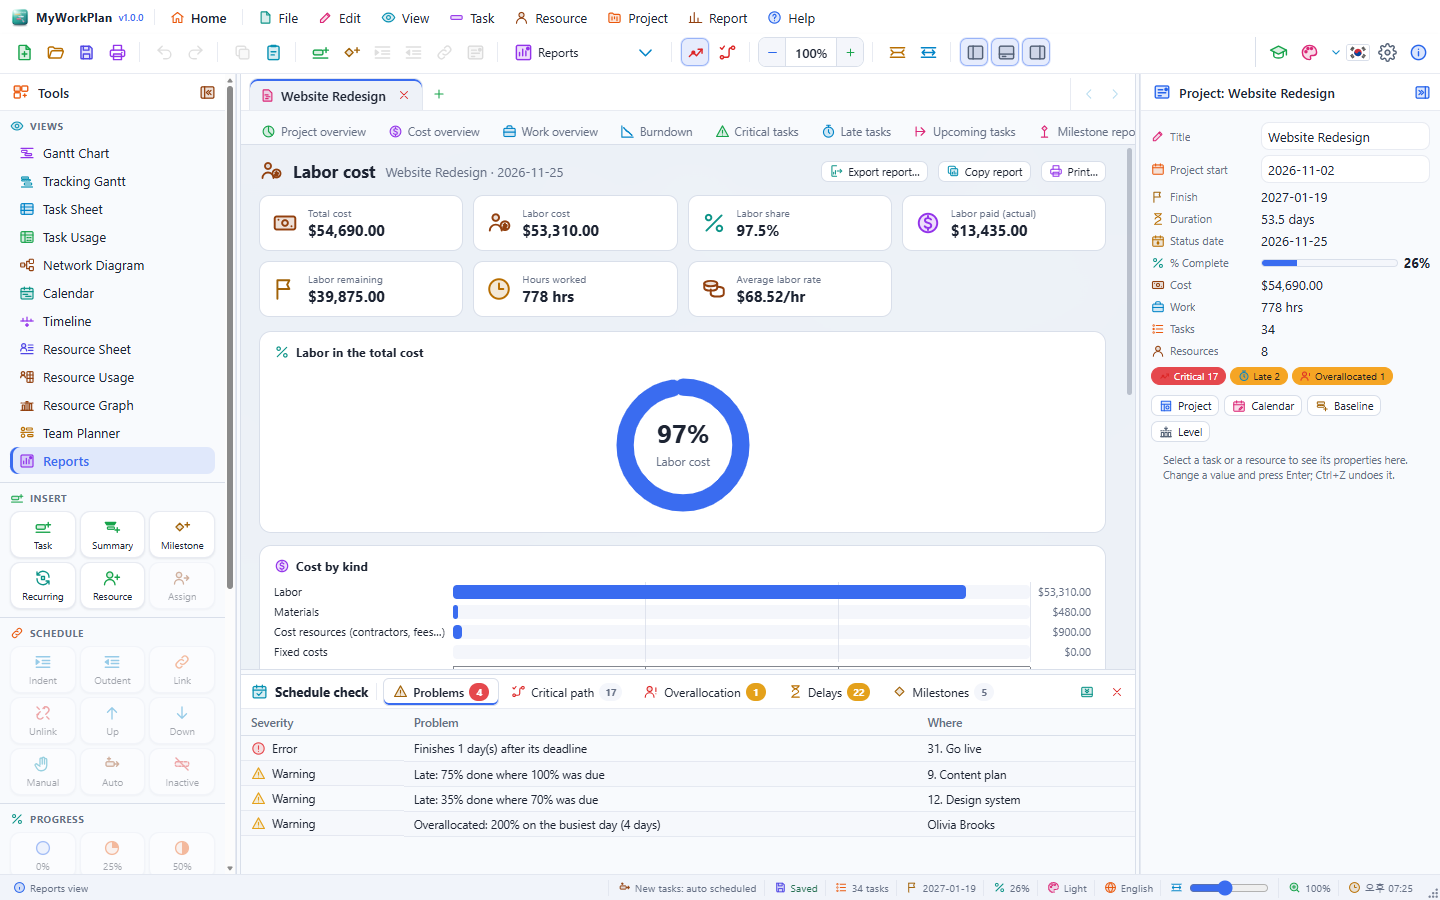 MyWorkPlan v1.0.0
Home
File
Edit
View
Task
Resource
Project
Report
Help
Reports
100%
Tools
VIEWS
Gantt Chart
Tracking Gantt
Task Sheet
Task Usage
Network Diagram
Calendar
Timeline
Resource Sheet
Resource Usage
Resource Graph
Team Planner
Reports
INSERT
Task
Summary
Milestone
Recurring
Resource
Assign
SCHEDULE
Indent
Outdent
Link
Unlink
Up
Down
Manual
Auto
Inactive
PROGRESS
0%
25%
50%
Website Redesign
Project overview
Cost overview
Work overview
Burndown
Critical tasks
Late tasks
Upcoming tasks
Milestone repo
Labor cost Website Redesign · 2026-11-25
Export report...
Copy report
Print...
Total cost
$54,690.00
Labor cost
$53,310.00
Labor share
97.5%
Labor paid (actual)
$13,435.00
Labor remaining
$39,875.00
Hours worked
778 hrs
Average labor rate
$68.52/hr
Labor in the total cost
97%
Labor cost
Cost by kind
Labor $53,310.00
Materials $480.00
Cost resources (contractors, fees...) $900.00
Fixed costs $0.00
Schedule check
Problems 4
Critical path 17
Overallocation 1
Delays 22
Milestones 5
Severity Problem Where
Error Finishes 1 day(s) after its deadline 31. Go live
Warning Late: 75% done where 100% was due 9. Content plan
Warning Late: 35% done where 70% was due 12. Design system
Warning Overallocated: 200% on the busiest day (4 days) Olivia Brooks
Project: Website Redesign
Title Website Redesign
Project start 2026-11-02
Finish 2027-01-19
Duration 53.5 days
Status date 2026-11-25
% Complete 26%
Cost $54,690.00
Work 778 hrs
Tasks 34
Resources 8
Critical 17
Late 2
Overallocated 1
Project
Calendar
Baseline
Level
Select a task or a resource to see its properties here.
Change a value and press Enter; Ctrl+Z undoes it.
Reports view
New tasks: auto scheduled
Saved
34 tasks
2027-01-19
26%
Light
English
100%
오후 07:25